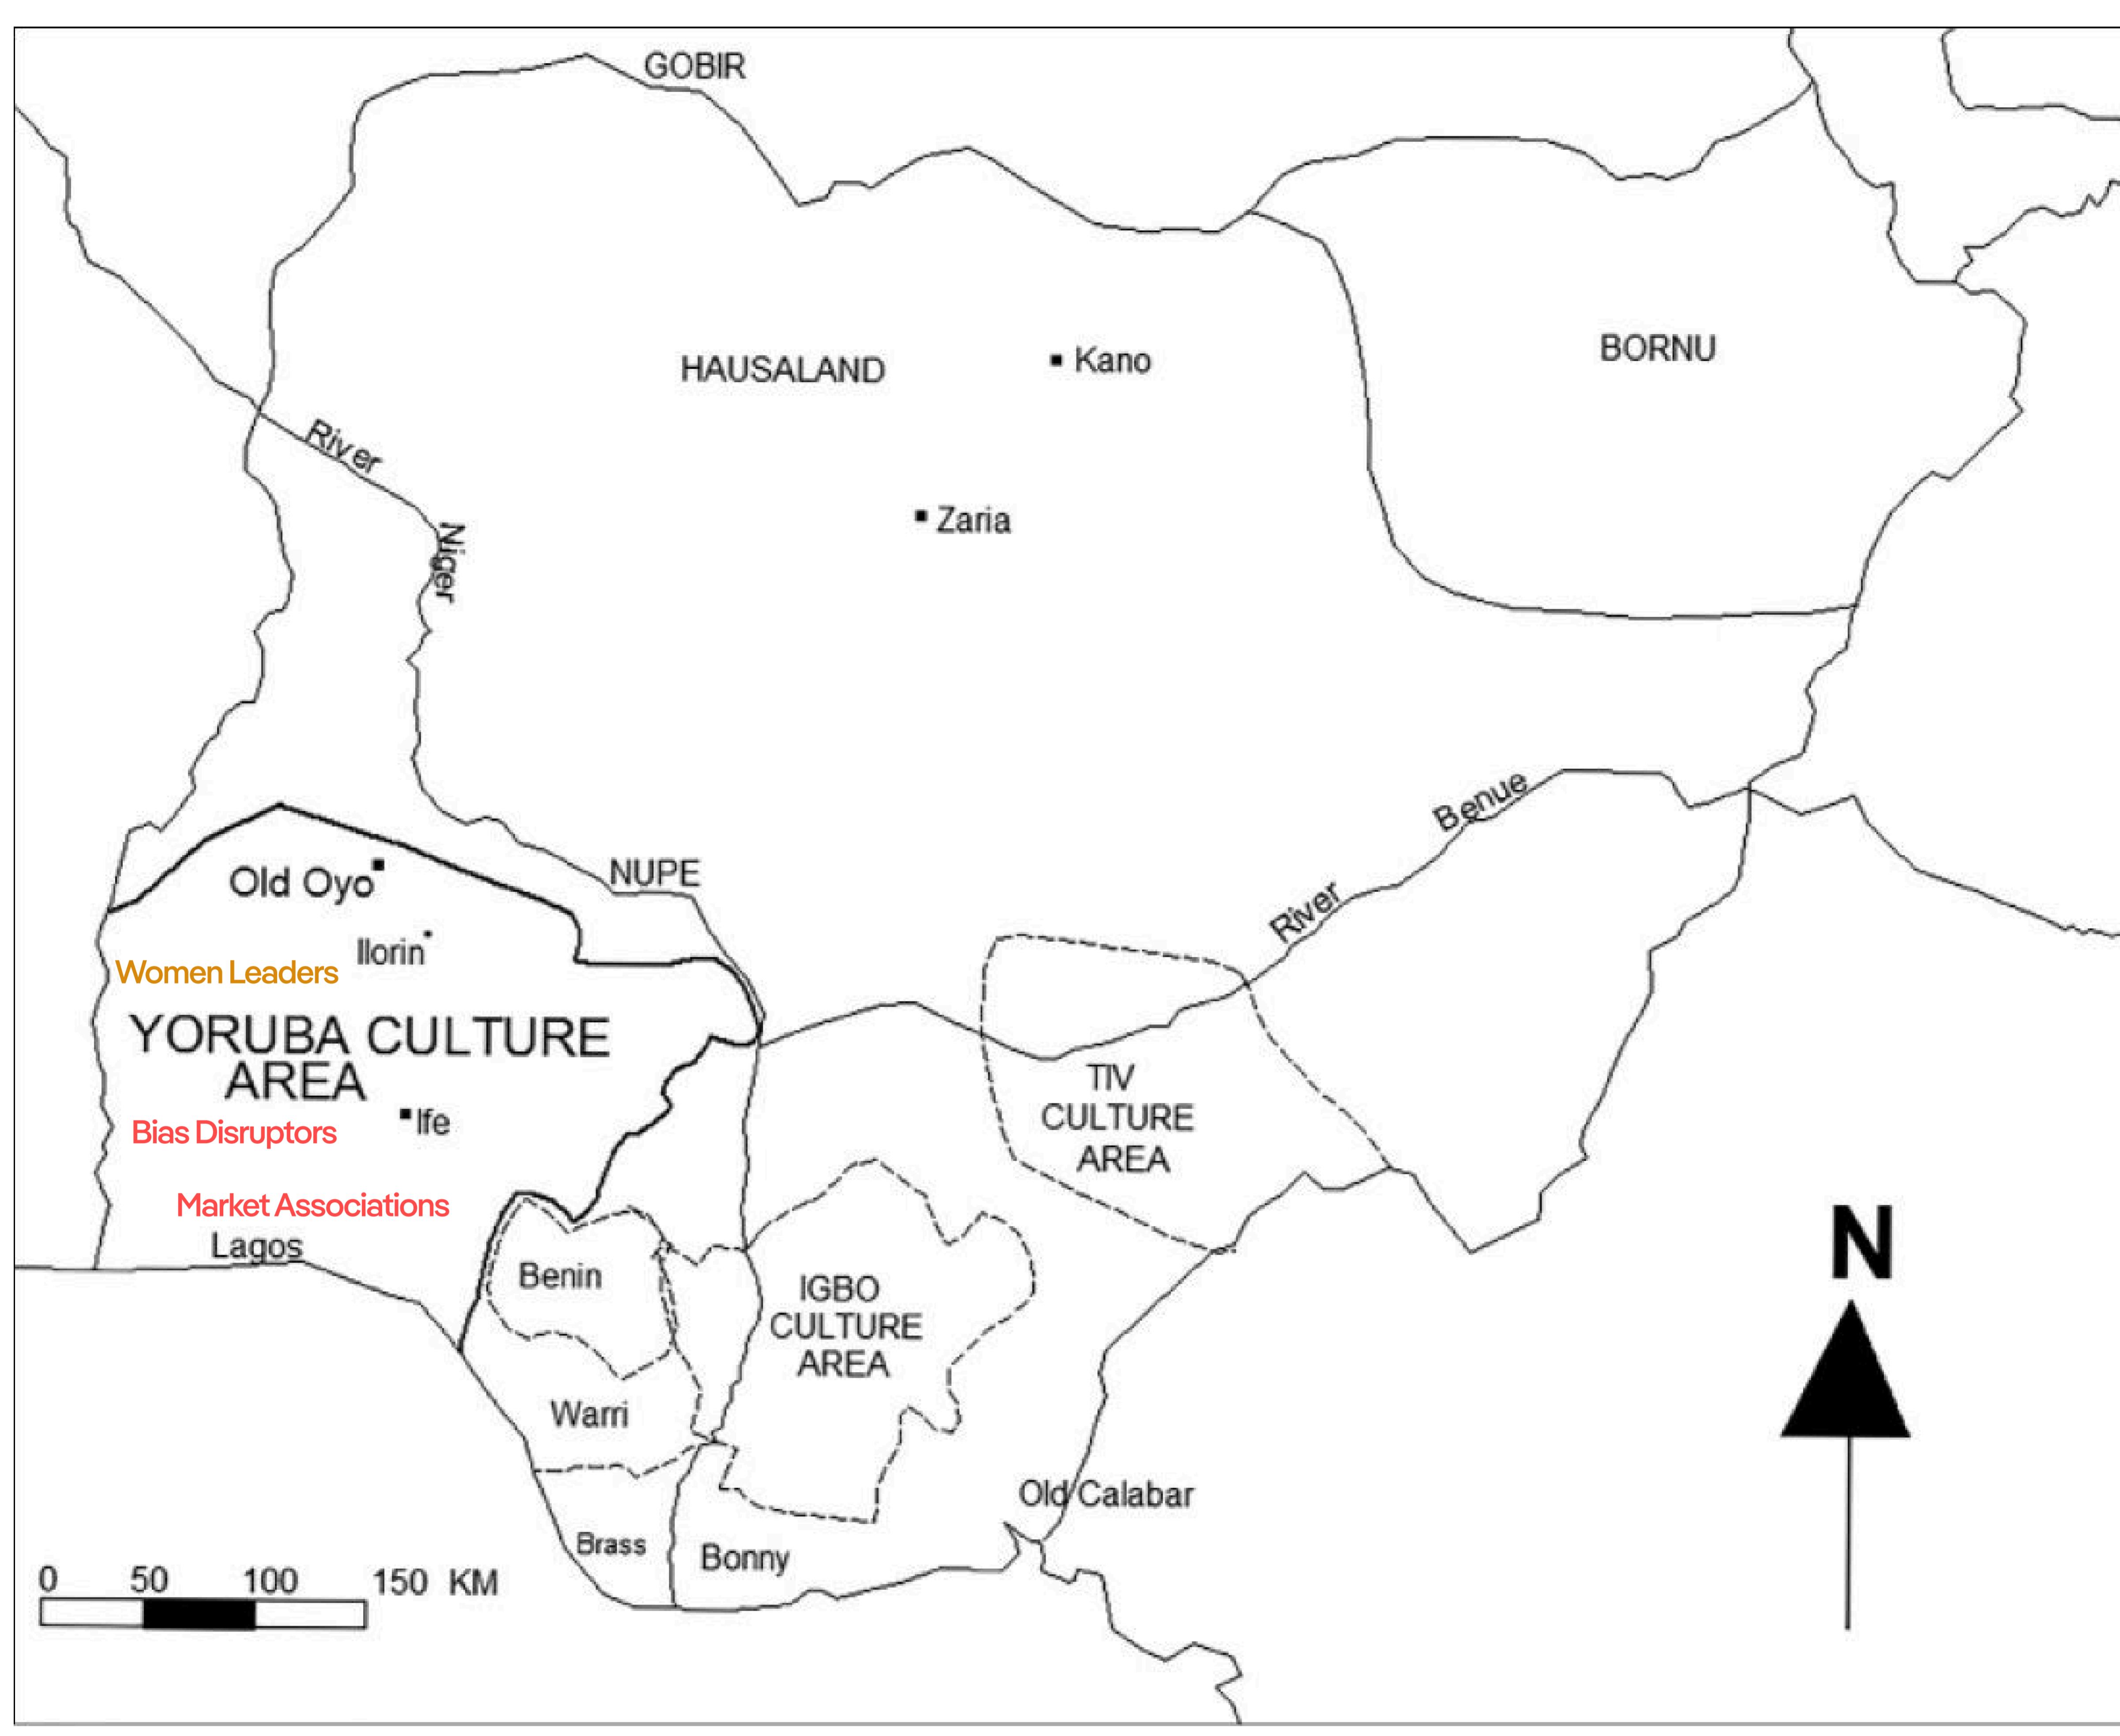 GOBIR
HAUSALAND
Kano
BORNU
River
Niger
Zaria
Benue
River
NUPE
Old Oyo
Ilorin
Women Leaders
YORUBA CULTURE
AREA
Ife
Bias Disruptors
Market Associations
Lagos
TIV
CULTURE
AREA
Benin
IGBO
CULTURE
AREA
Warri
Old Calabar
Brass
Bonny
N
0 50 100 150 KM